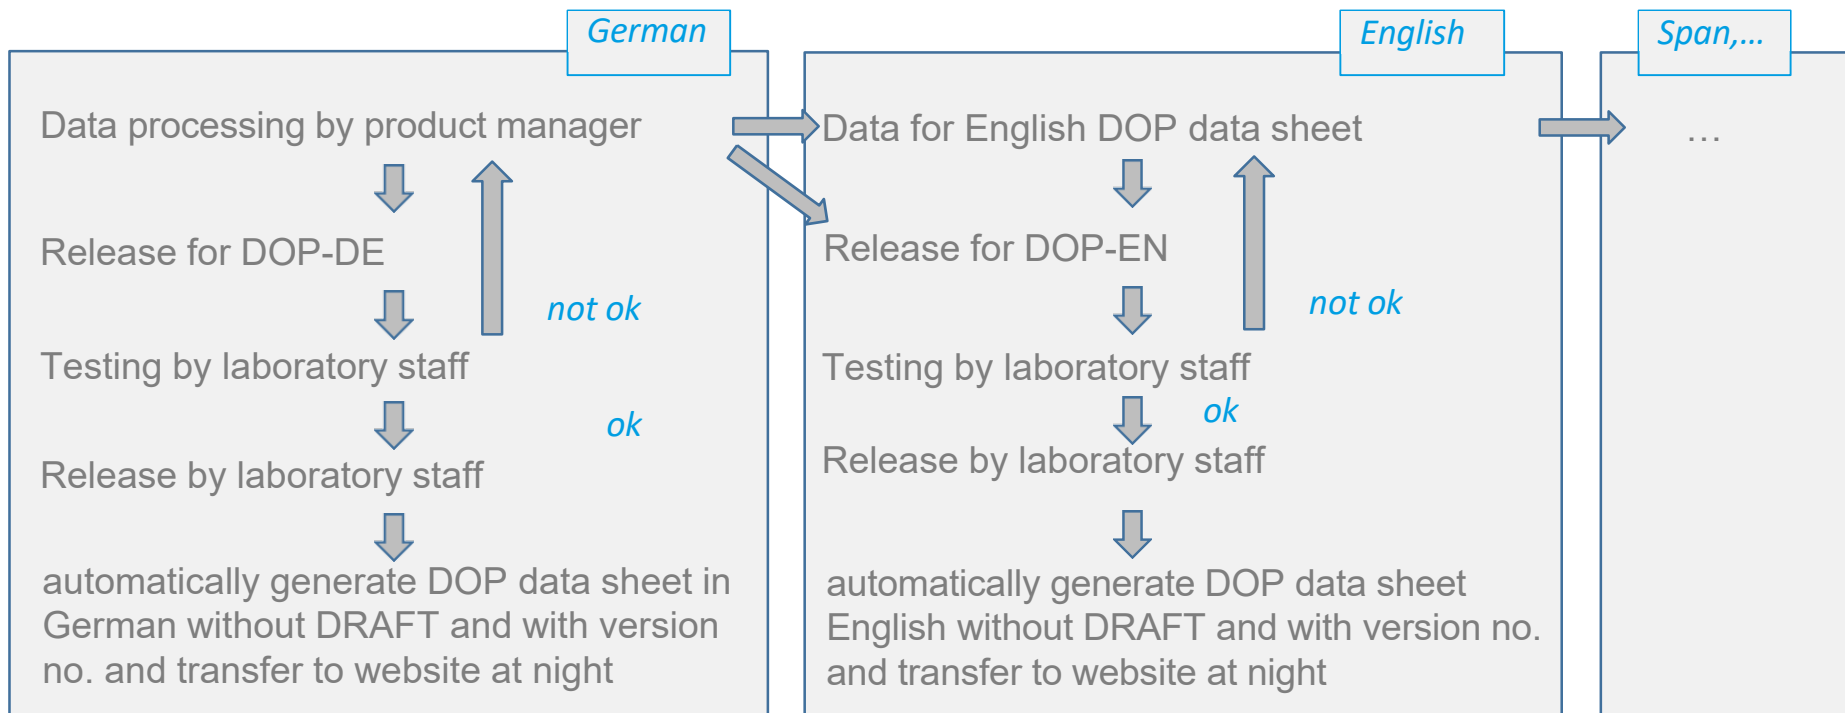 German
Data processing by product manager
Release for DOP-DE
not ok
Testing by laboratory staff
ok
Release by laboratory staff
automatically generate DOP data sheet in
German without DRAFT and with version
no. and transfer to website at night
English
Data for English DOP data sheet
Release for DOP-EN
not ok
Testing by laboratory staff
ok
Release by laboratory staff
automatically generate DOP data sheet
English without DRAFT and with version no.
and transfer to website at night
Span,...
...